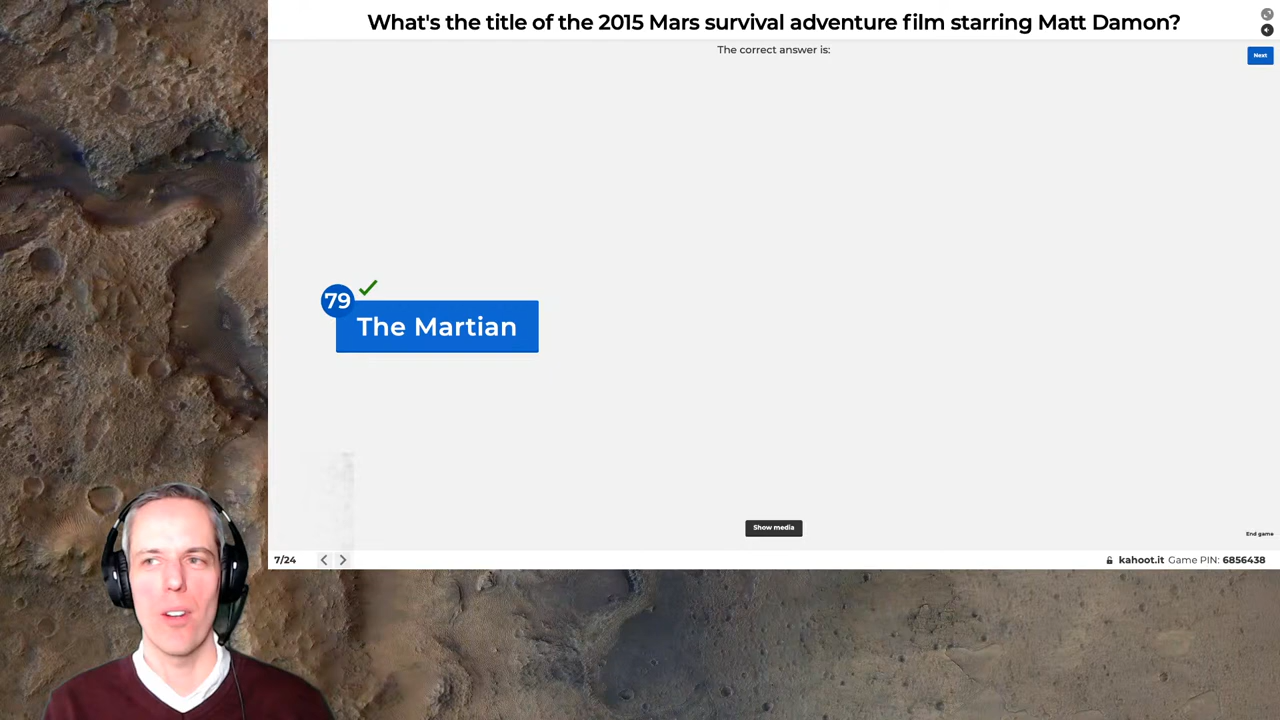 What's the title of the 2015 Mars survival adventure film starring Matt Damon?
The correct answer is:
Next
79
The Martian
Show media
End game
7/24
kahoot.it Game PIN: 6856438